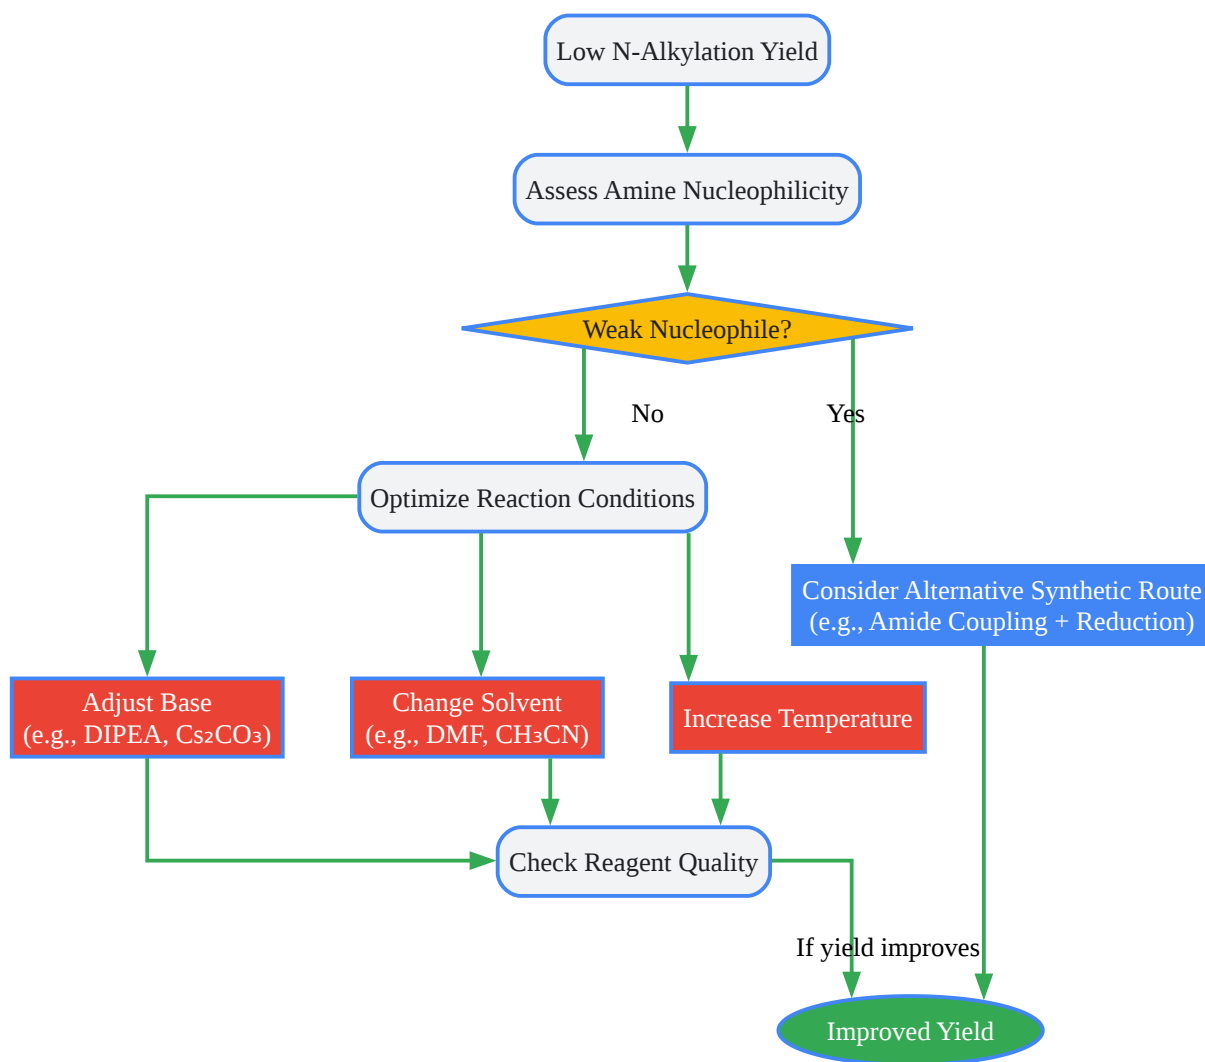 Low N-Alkylation Yield
Assess Amine Nucleophilicity
Weak Nucleophile?
No
Yes
Optimize Reaction Conditions
Consider Alternative Synthetic Route
(e.g., Amide Coupling + Reduction)
Adjust Base
(e.g., DIPEA, Cs₂CO₃)
Change Solvent
(e.g., DMF, CH₃CN)
Increase Temperature
Check Reagent Quality
If yield improves
Improved Yield